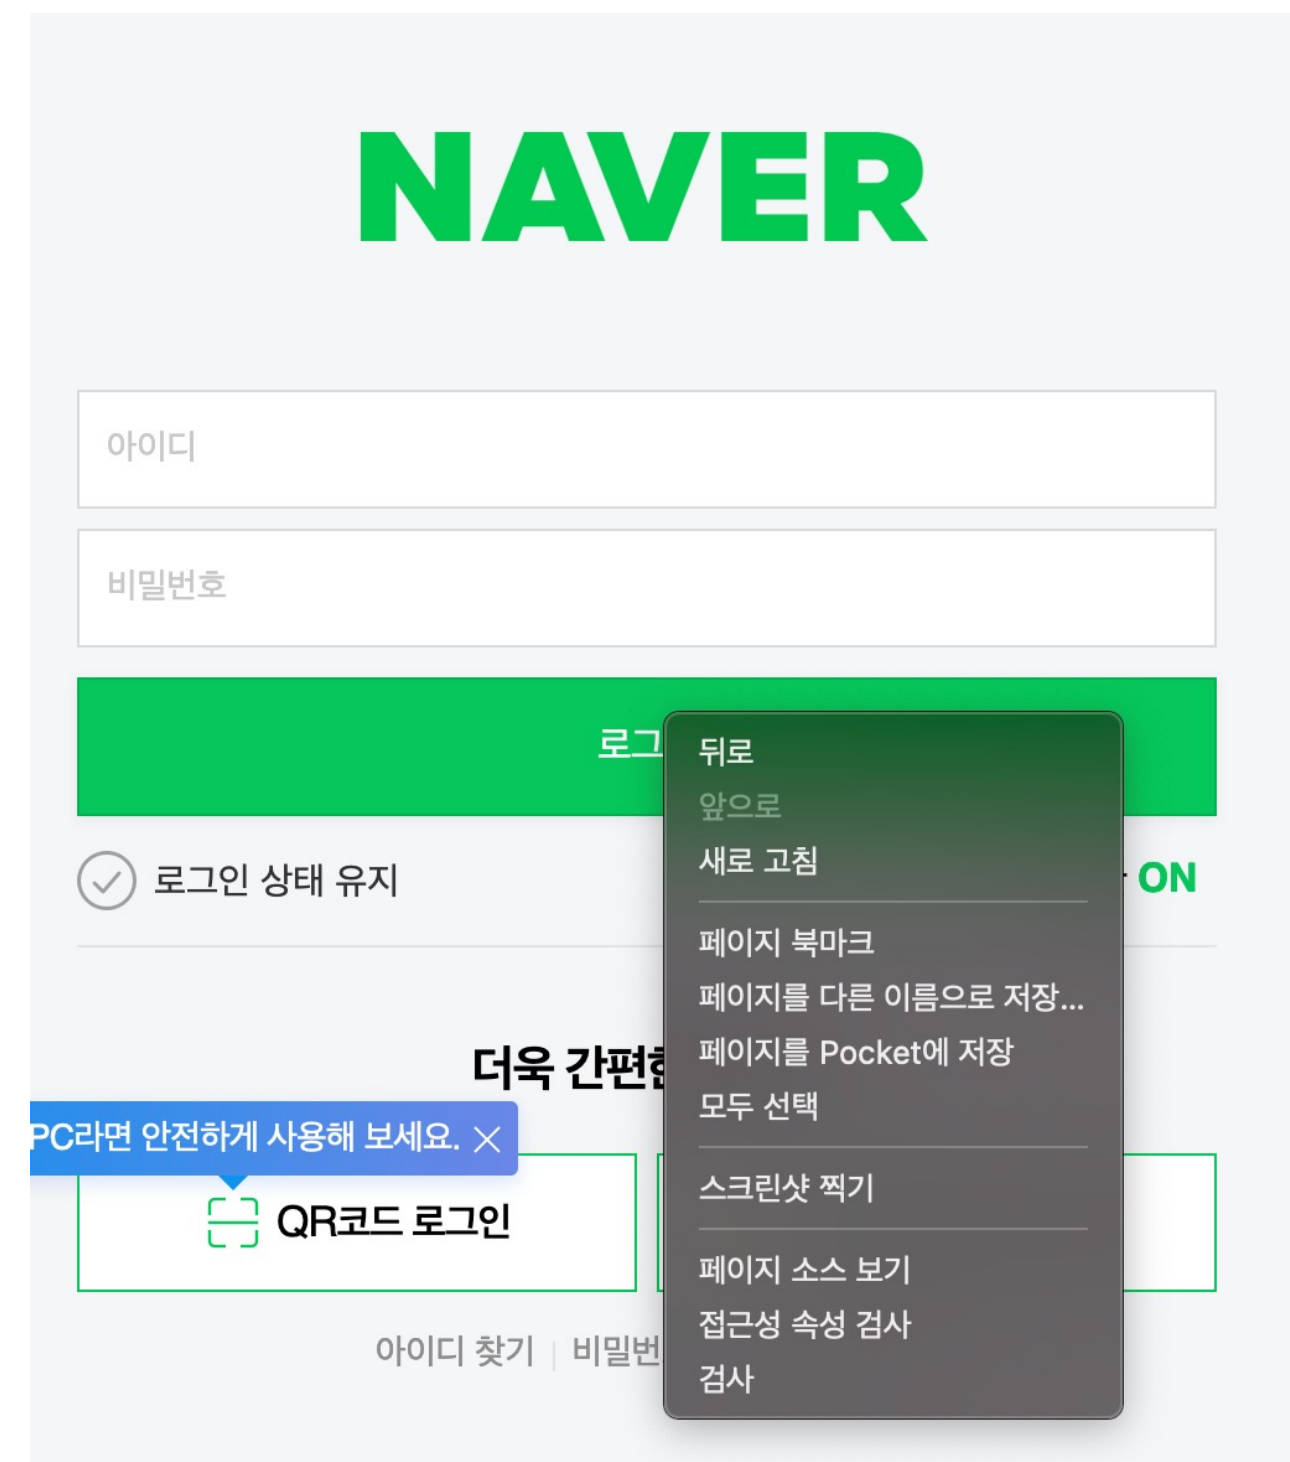 NAVER
아이디
비밀번호
로그
뒤로
앞으로
새로 고침
로그인 상태 유지
ON
페이지 북마크
페이지를 다른 이름으로 저장...
페이지를 Pocket에 저장
모두 선택
더욱 간편한
PC라면 안전하게 사용해 보세요.
스크린샷 찍기
QR코드 로그인
페이지 소스 보기
접근성 속성 검사
검사
아이디 찾기 | 비밀번